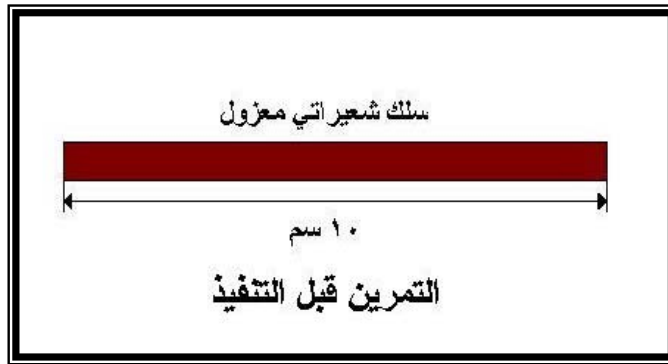 سلك شعيراتي معزول
١٠ سم
التمرين قبل التنفيذ